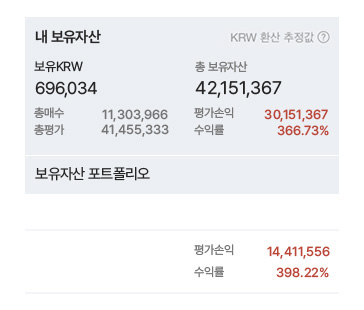 내 보유자산 KRW 환산 추정값 ?
보유KRW 총 보유자산
696,034 42,151,367
총매수 11,303,966 평가손익 30,151,367
총평가 41,455,333 수익률 366.73%
보유자산 포트폴리오
평가손익 14,411,556
수익률 398.22%